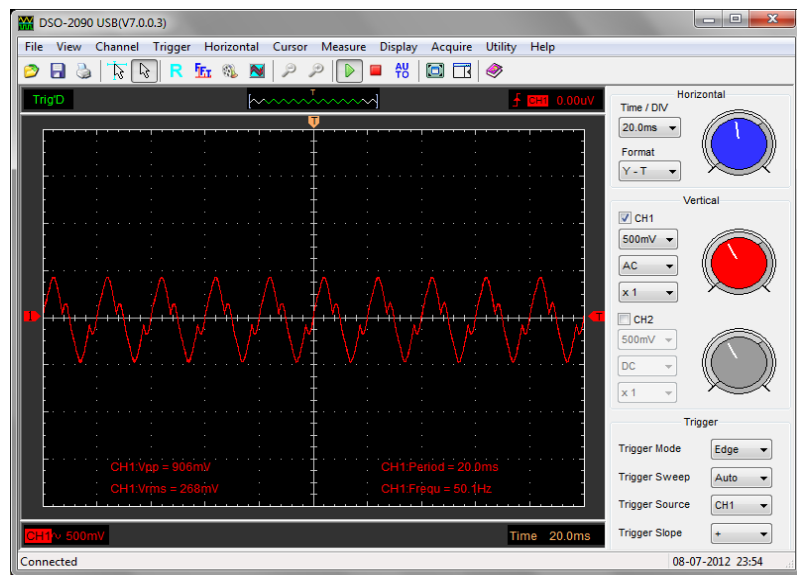 DSO-2090 USB(V7.0.0.3)
File View Channel Trigger Horizontal Cursor Measure Display Acquire Utility Help
R FFT AUTO
Trig'D
T
CH1 0.00uV
T
1
T
CH1:Vpp = 906mV
CH1:Period = 20.0ms
CH1:Vrms = 268mV
CH1:Frequ = 50.1Hz
CH1~ 500mV
Time 20.0ms
Horizontal
Time / DIV
20.0ms
Format
Y - T
Vertical
CH1
500mV
AC
x 1
CH2
500mV
DC
x 1
Trigger
Trigger Mode Edge
Trigger Sweep Auto
Trigger Source CH1
Trigger Slope +
Connected
08-07-2012 23:54